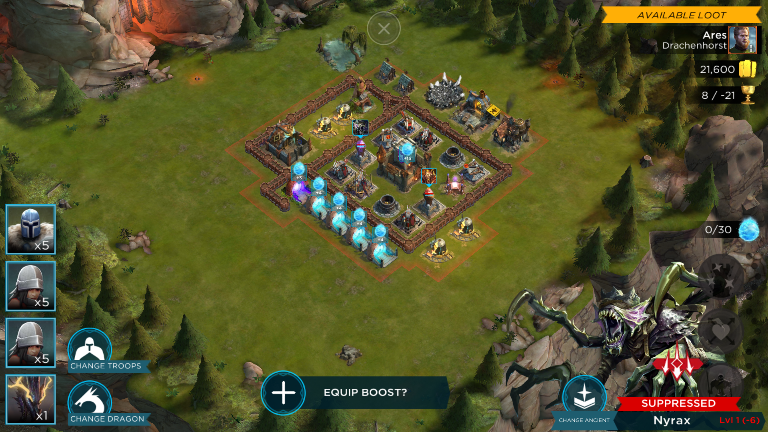 AVAILABLE LOOT
Ares
Drachenhorst
21,600
8 / -21
0/30
x5
x5
x5
x1
CHANGE TROOPS
CHANGE DRAGON
EQUIP BOOST?
CHANGE ANCIENT
SUPPRESSED
Nyrax
Lvl 1 (-6)